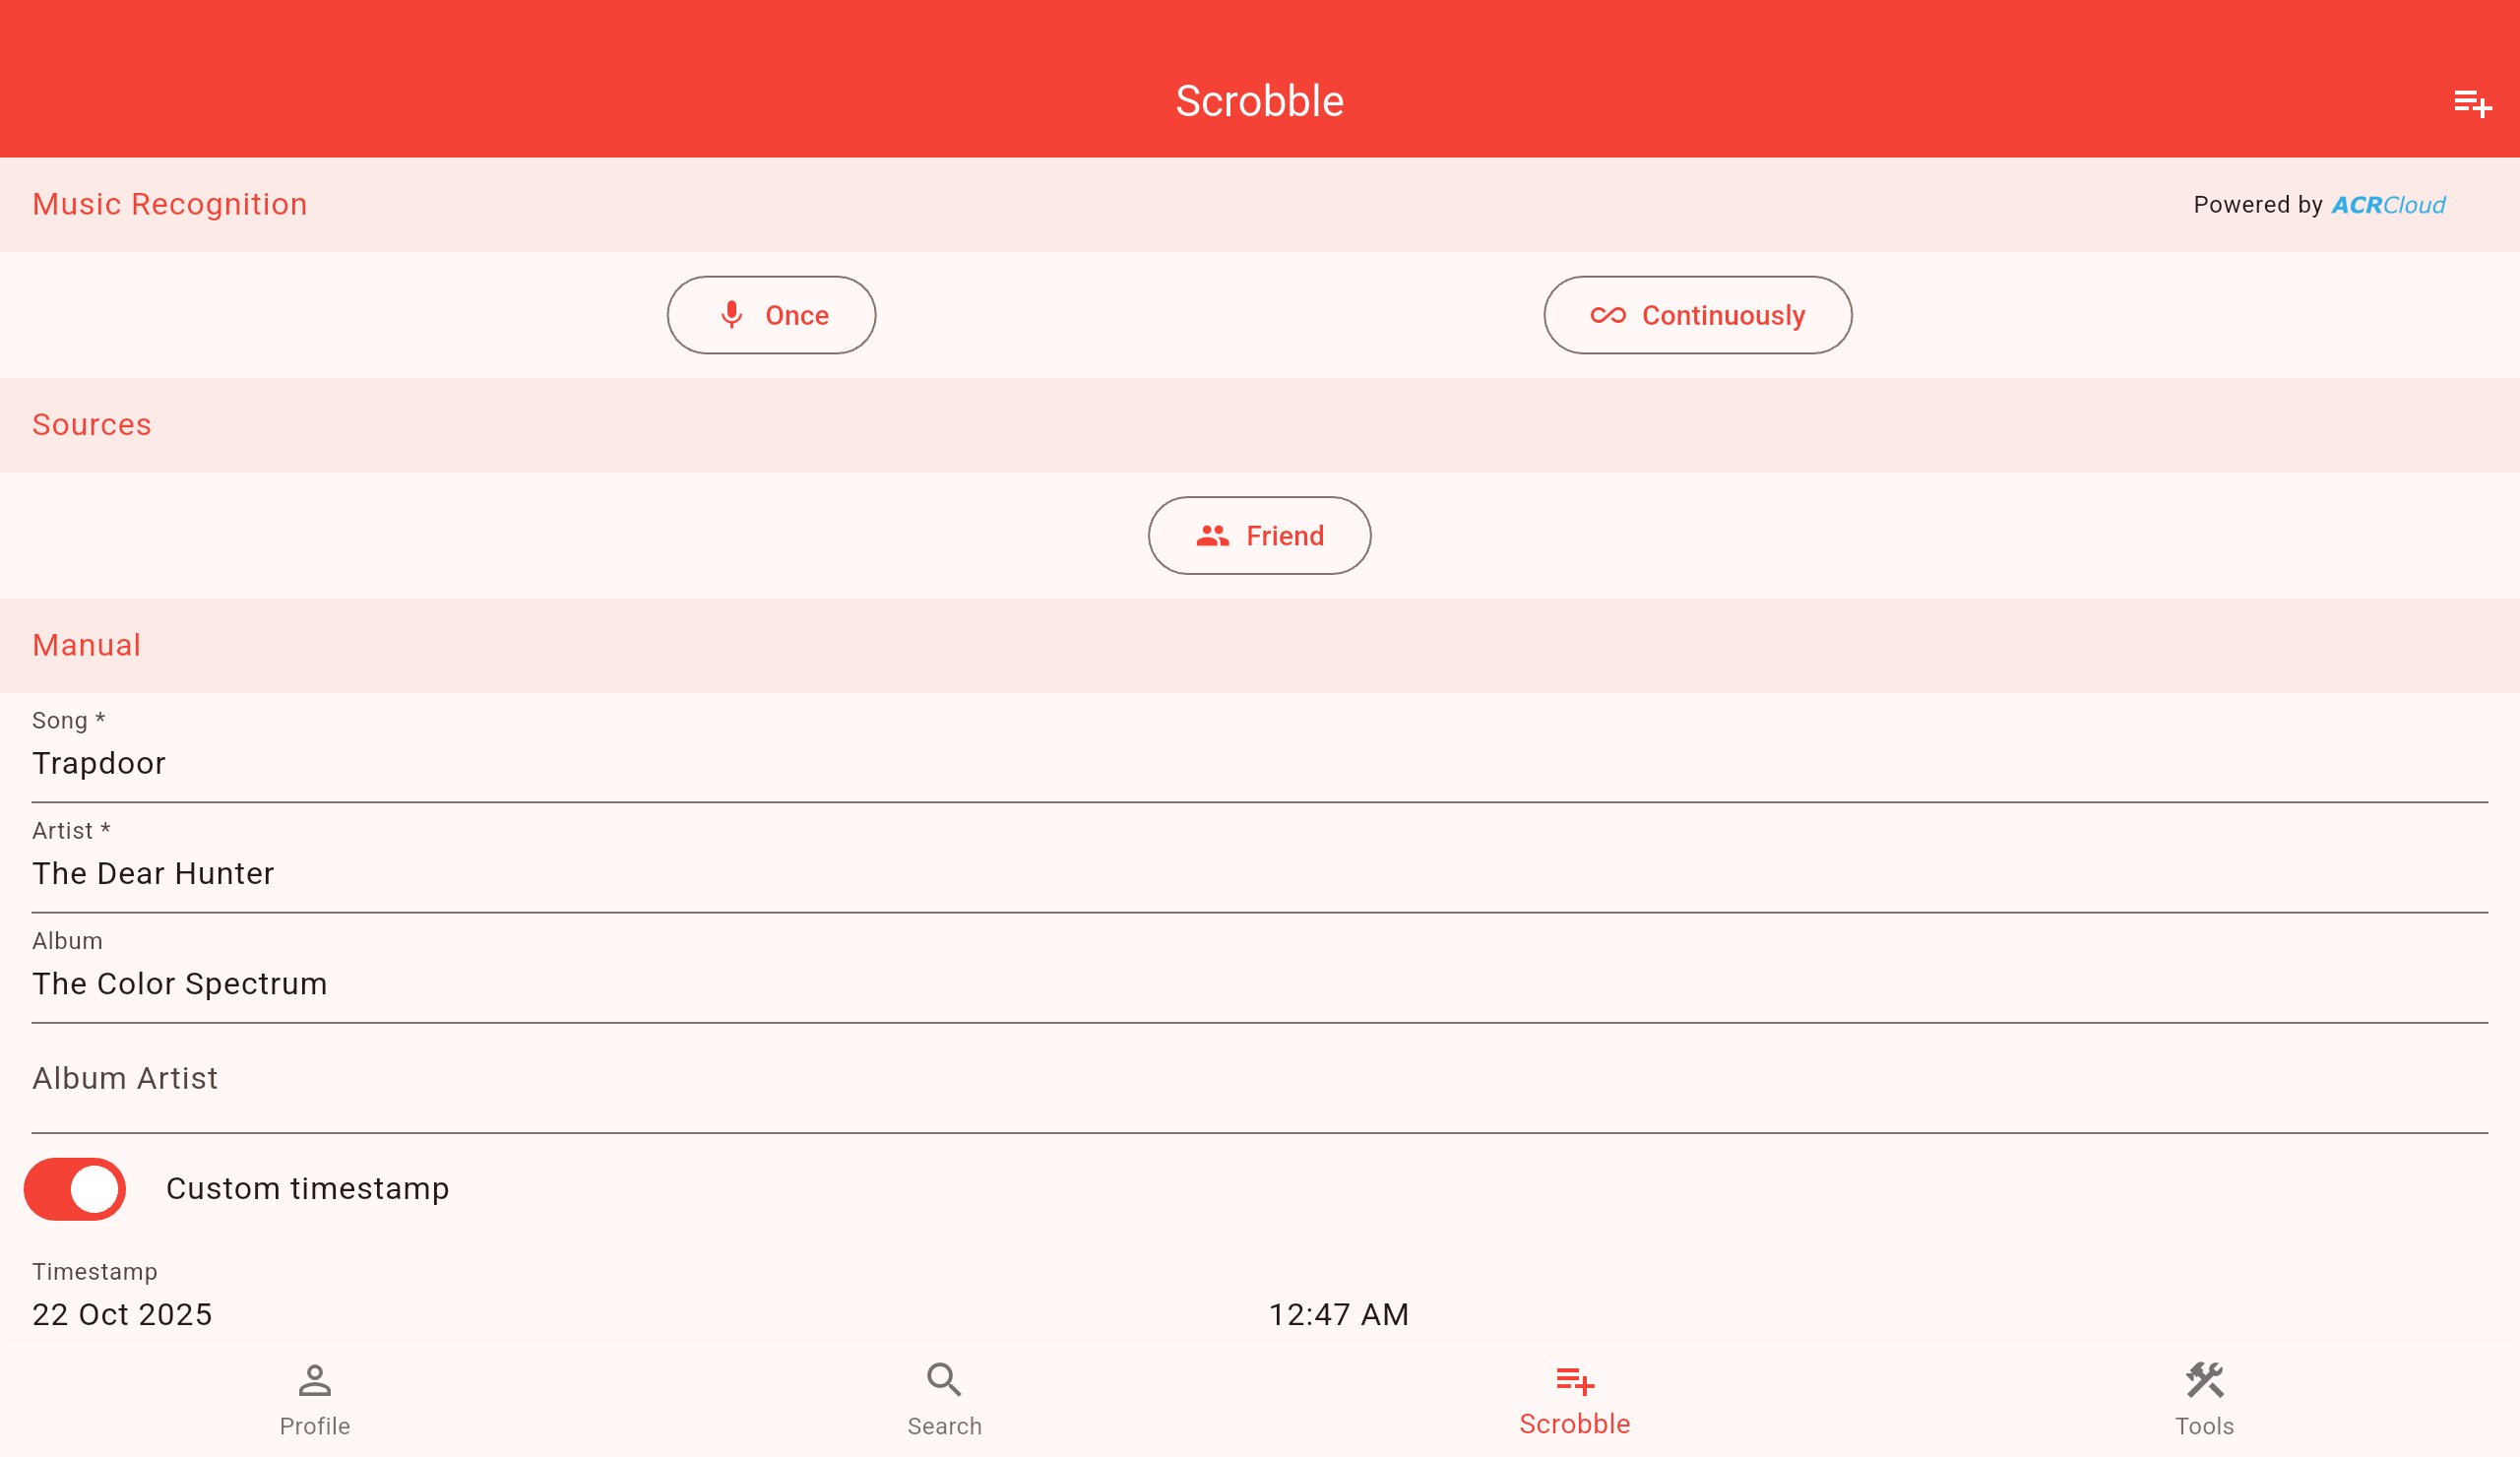 Scrobble
Music Recognition
Powered by ACRCloud
Once
Continuously
Sources
Friend
Manual
Song *
Trapdoor
Artist *
The Dear Hunter
Album
The Color Spectrum
Album Artist
Custom timestamp
Timestamp
22 Oct 2025
12:47 AM
Profile
Search
Scrobble
Tools